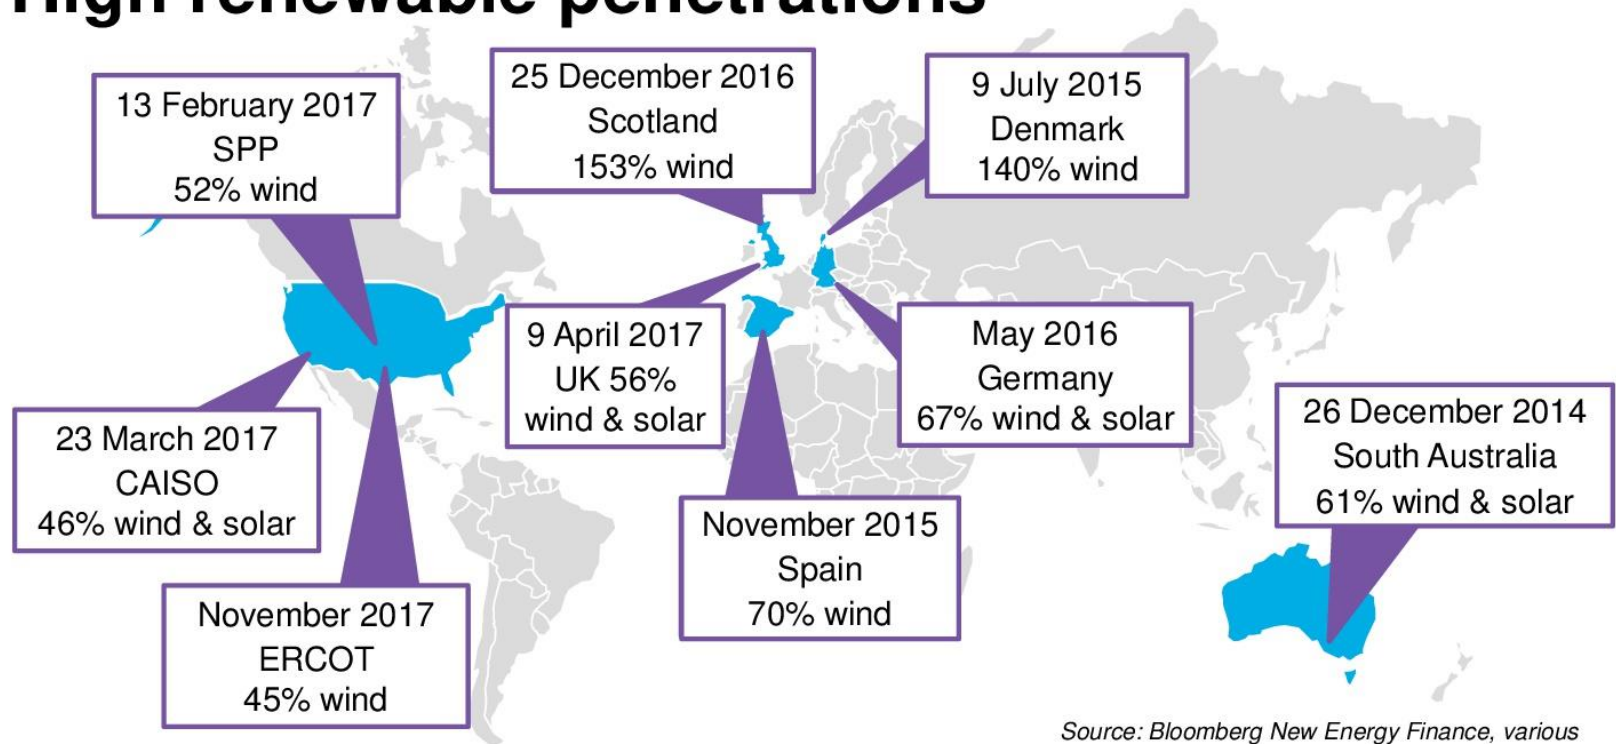 High renewable penetrations
13 February 2017
SPP
52% wind
25 December 2016
Scotland
153% wind
9 July 2015
Denmark
140% wind
9 April 2017
UK 56%
wind & solar
May 2016
Germany
67% wind & solar
23 March 2017
CAISO
46% wind & solar
26 December 2014
South Australia
61% wind & solar
November 2015
Spain
70% wind
November 2017
ERCOT
45% wind
Source: Bloomberg New Energy Finance, various